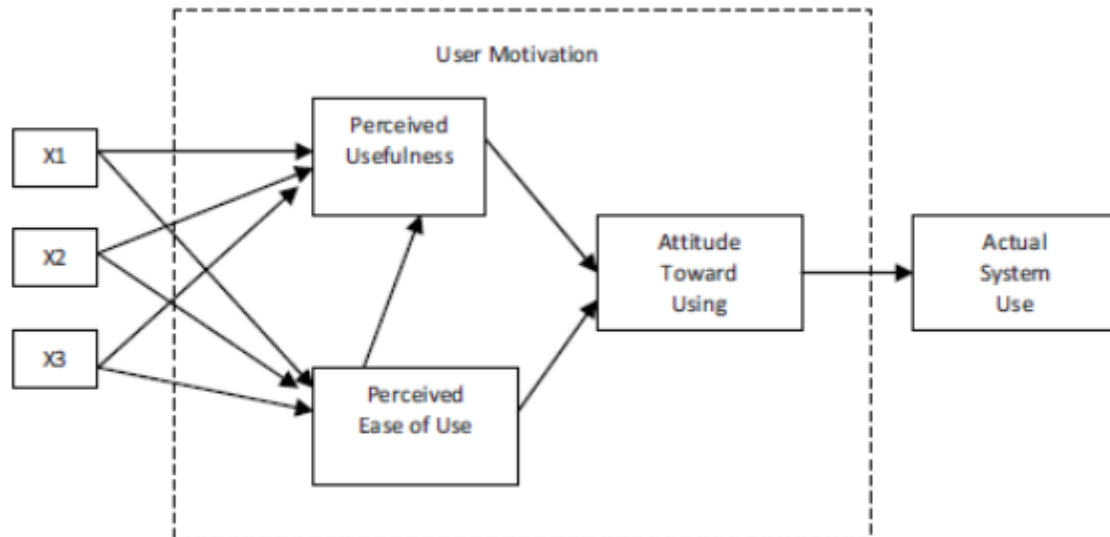 User Motivation
X1
X2
X3
Perceived
Usefulness
Perceived
Ease of Use
Attitude
Toward
Using
Actual
System
Use